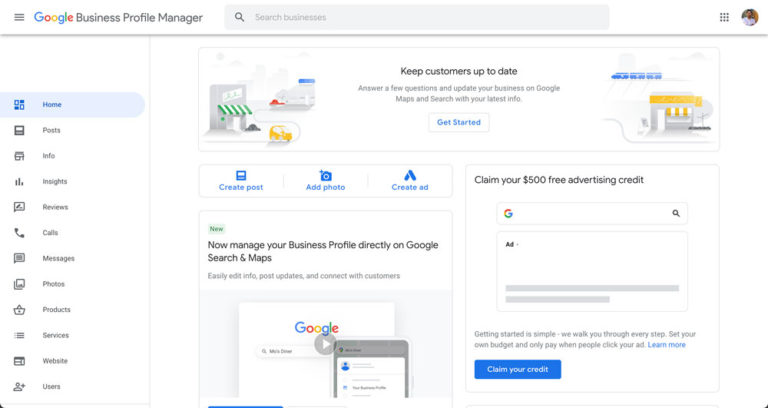 Google Business Profile Manager
Search businesses
Home
Posts
Info
Insights
Reviews
Calls
Messages
Photos
Products
Services
Website
Users
Keep customers up to date
Answer a few questions and update your business on Google
Maps and Search with your latest info.
Get Started
Create post
Add photo
Create ad
New
Now manage your Business Profile directly on Google
Search & Maps
Easily edit info, post updates, and connect with customers
Google
Mo's Diner
Mo's Diner
Your Business Profile
Claim your $500 free advertising credit
Ad ·
Getting started is simple - we walk you through every step. Set your
own budget and only pay when people click your ad. Learn more
Claim your credit